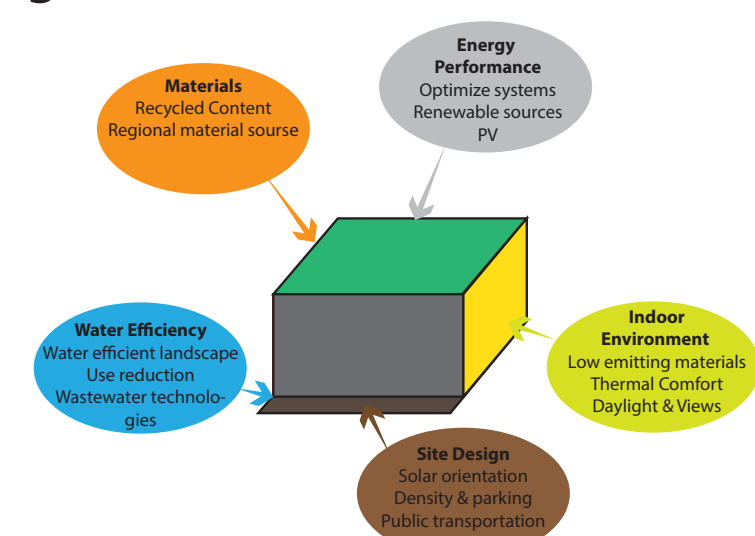 Energy
Performance
Optimize systems
Renewable sources
PV
Materials
Recycled Content
Regional material sourse
Water Efficiency
Water efficient landscape
Use reduction
Wastewater technolo-
gies
Indoor
Environment
Low emitting materials
Thermal Comfort
Daylight & Views
Site Design
Solar orientation
Density & parking
Public transportation